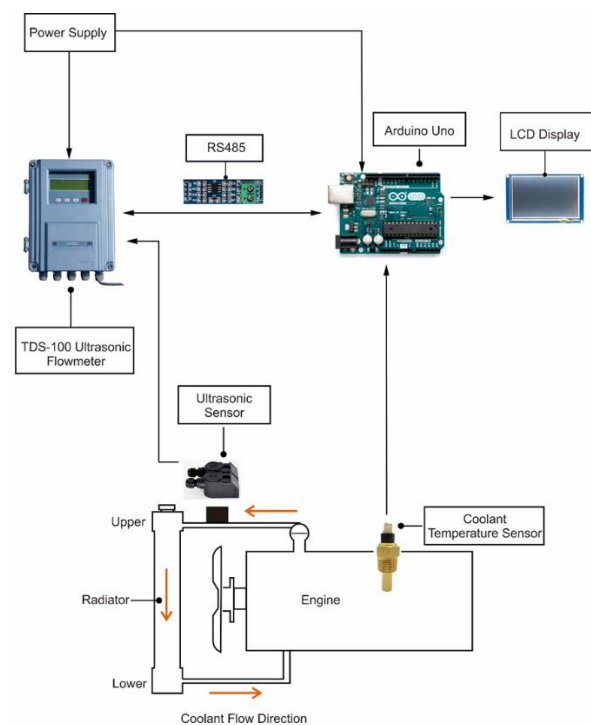 Power Supply
RS485
Arduino Uno
LCD Display
TDS-100 Ultrasonic
Flowmeter
Ultrasonic
Sensor
Coolant
Temperature Sensor
Upper
Radiator
Engine
Lower
Coolant Flow Direction